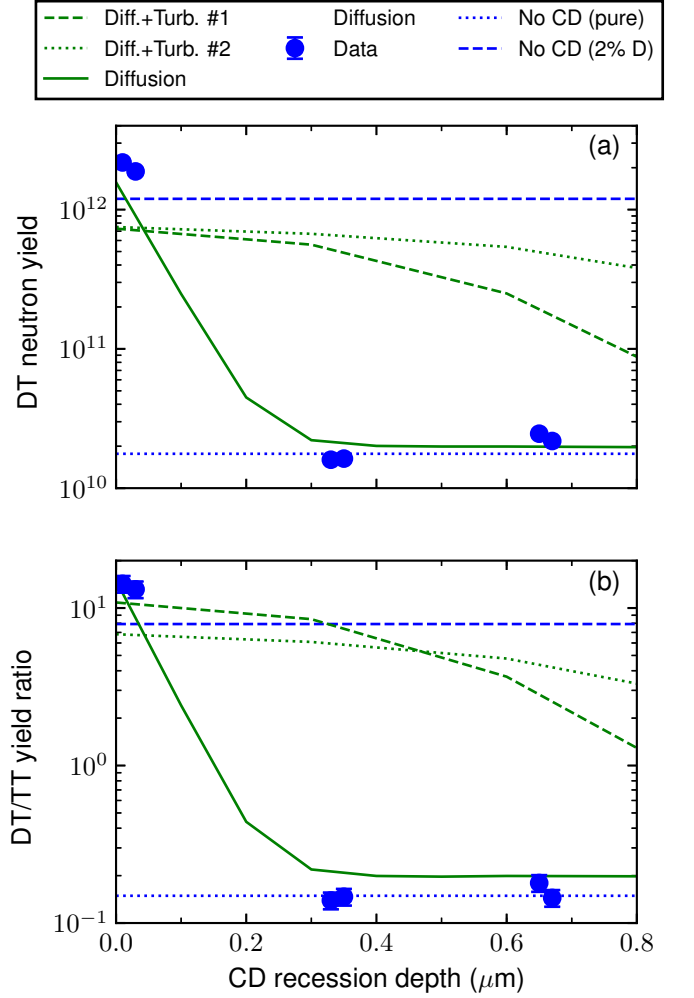 Diff.+Turb. #1 Diffusion No CD (pure)
Diff.+Turb. #2 Data No CD (2% D)
Diffusion
(a)
10^12
10^11
10^10
DT neutron yield
(b)
10^1
10^0
10^−1
DT/TT yield ratio
0.0 0.2 0.4 0.6 0.8
CD recession depth (μm)